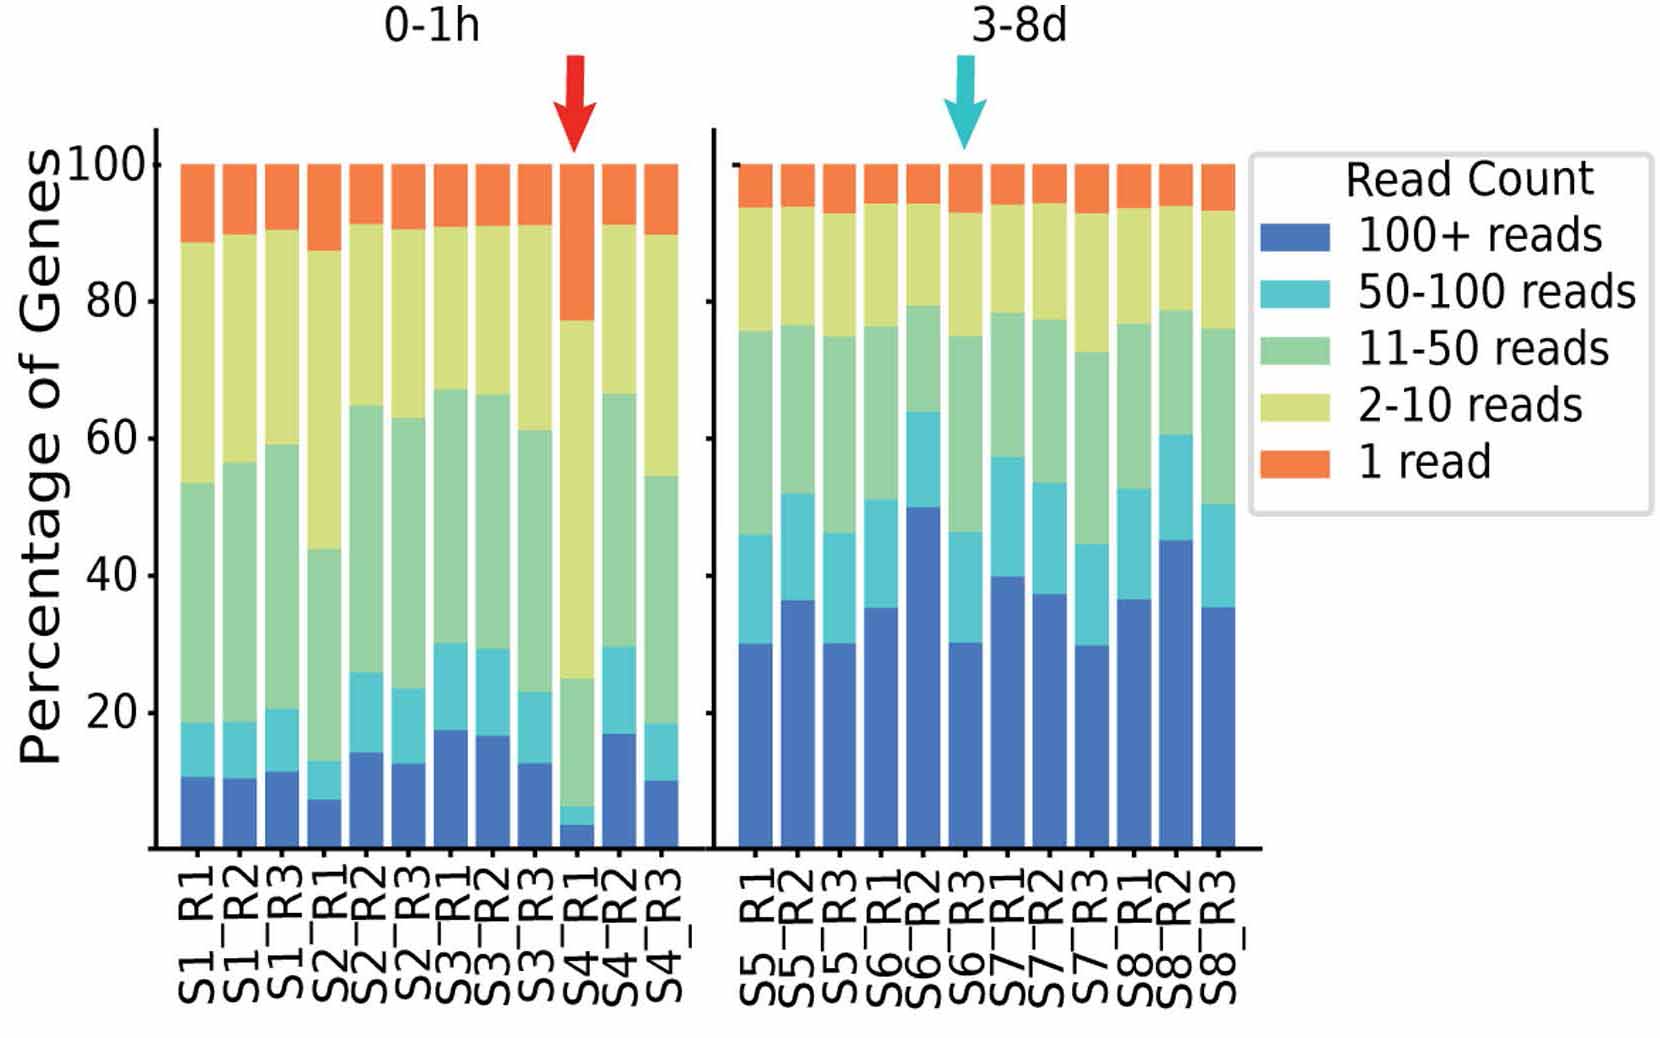 0-1h
3-8d
Percentage of Genes
100
80
60
40
20
Read Count
100+ reads
50-100 reads
11-50 reads
2-10 reads
1 read
S1_R1
S1_R2
S1_R3
S2_R1
S2_R2
S2_R3
S3_R1
S3_R2
S3_R3
S4_R1
S4_R2
S4_R3
S5_R1
S5_R2
S5_R3
S6_R1
S6_R2
S6_R3
S7_R1
S7_R2
S7_R3
S8_R1
S8_R2
S8_R3